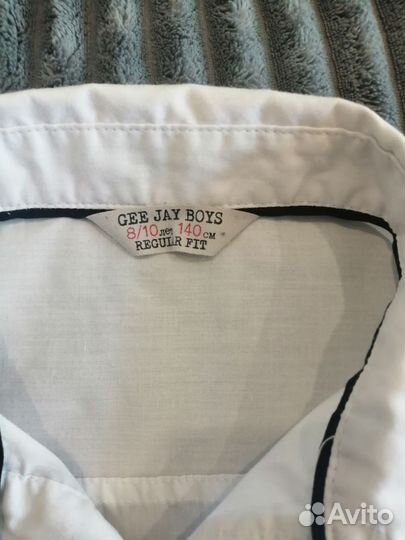 GEE JAY BOYS
8/10 лет 140 см
REGULAR FIT
Avito